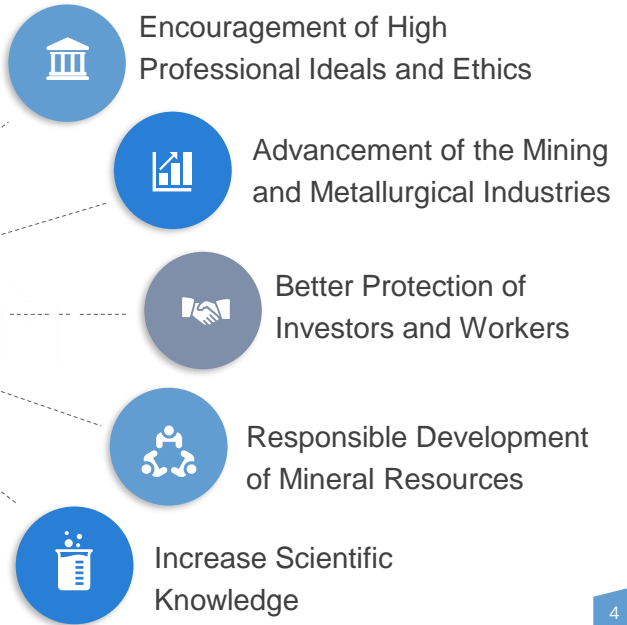 Encouragement of High
Professional Ideals and Ethics
Advancement of the Mining
and Metallurgical Industries
Better Protection of
Investors and Workers
Responsible Development
of Mineral Resources
Increase Scientific
Knowledge
4